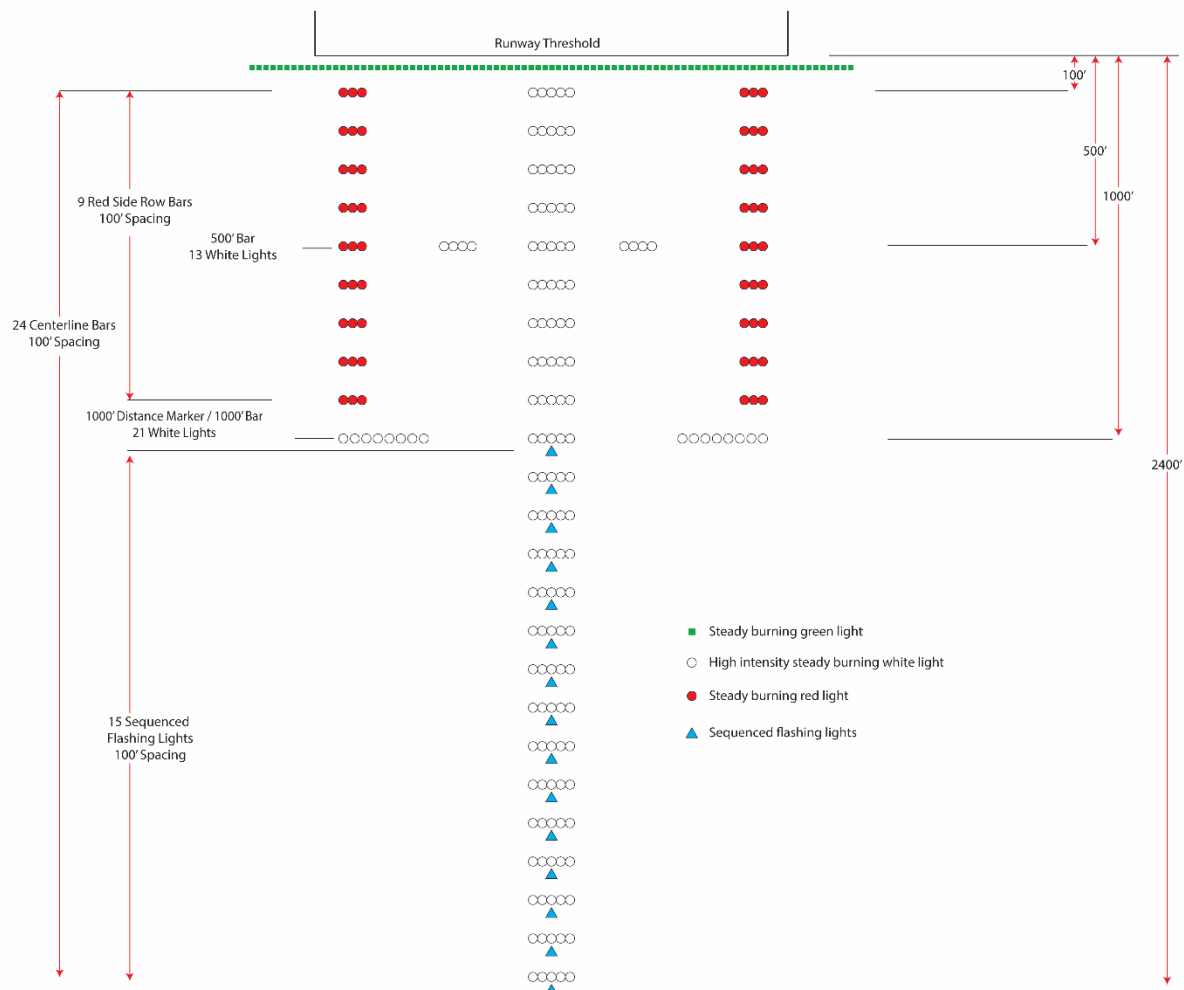 Runway Threshold
100'
9 Red Side Row Bars
100' Spacing
500'
1000'
500' Bar
13 White Lights
24 Centerline Bars
100' Spacing
1000' Distance Marker / 1000' Bar
21 White Lights
2400'
Steady burning green light
High intensity steady burning white light
Steady burning red light
Sequenced flashing lights
15 Sequenced
Flashing Lights
100' Spacing